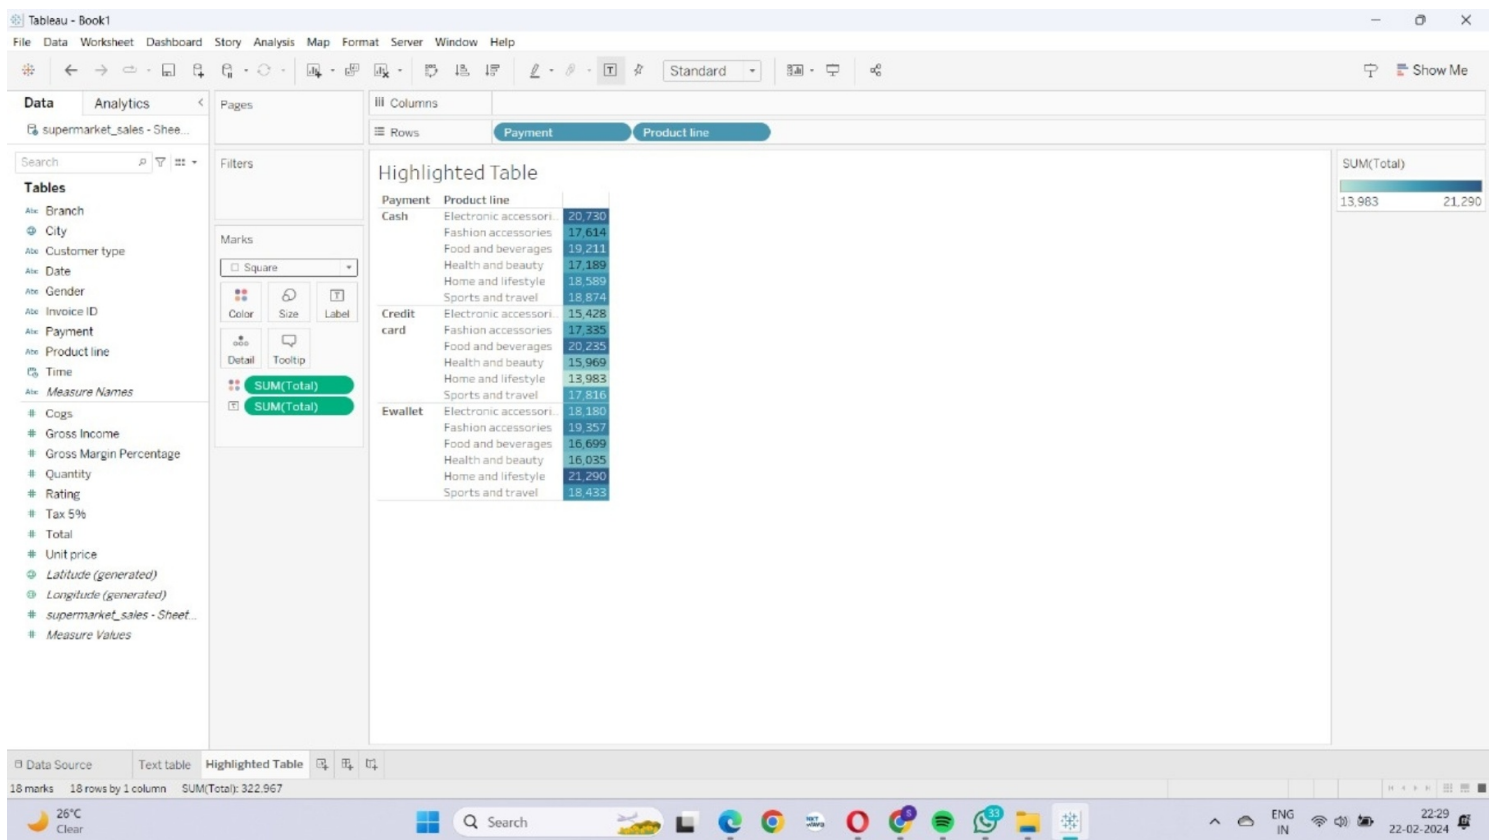 Tableau - Book1
File Data Worksheet Dashboard Story Analysis Map Format Server Window Help
Standard
Show Me
Data Analytics
Pages
Columns
supermarket_sales - Shee...
Rows Payment Product line
Search
Filters
Highlighted Table
SUM(Total)
13,983 21,290
Tables
Payment Product line
Abc Branch
Cash Electronic accessori.. 20,730
City
Fashion accessories 17,614
Marks
Abc Customer type
Food and beverages 19,211
Square
Abc Date
Health and beauty 17,189
Home and lifestyle 18,589
Abc Gender
Sports and travel 18,874
Color Size Label
Abc Invoice ID
Credit card Electronic accessori.. 15,428
Abc Payment
Fashion accessories 17,335
Food and beverages 20,235
Abc Product line
Detail Tooltip
Health and beauty 15,969
Time
Home and lifestyle 13,983
SUM(Total)
Abc Measure Names
Sports and travel 17,816
SUM(Total)
# Cogs
Ewallet Electronic accessori.. 18,180
Fashion accessories 19,357
# Gross Income
Food and beverages 16,699
# Gross Margin Percentage
Health and beauty 16,035
# Quantity
Home and lifestyle 21,290
# Rating
Sports and travel 18,433
# Tax 5%
# Total
# Unit price
Latitude (generated)
Longitude (generated)
# supermarket_sales - Sheet...
# Measure Values
Data Source Text table Highlighted Table
18 marks 18 rows by 1 column SUM(Total): 322,967
26°C
Clear
Search
33
ENG
IN
22:29
22-02-2024